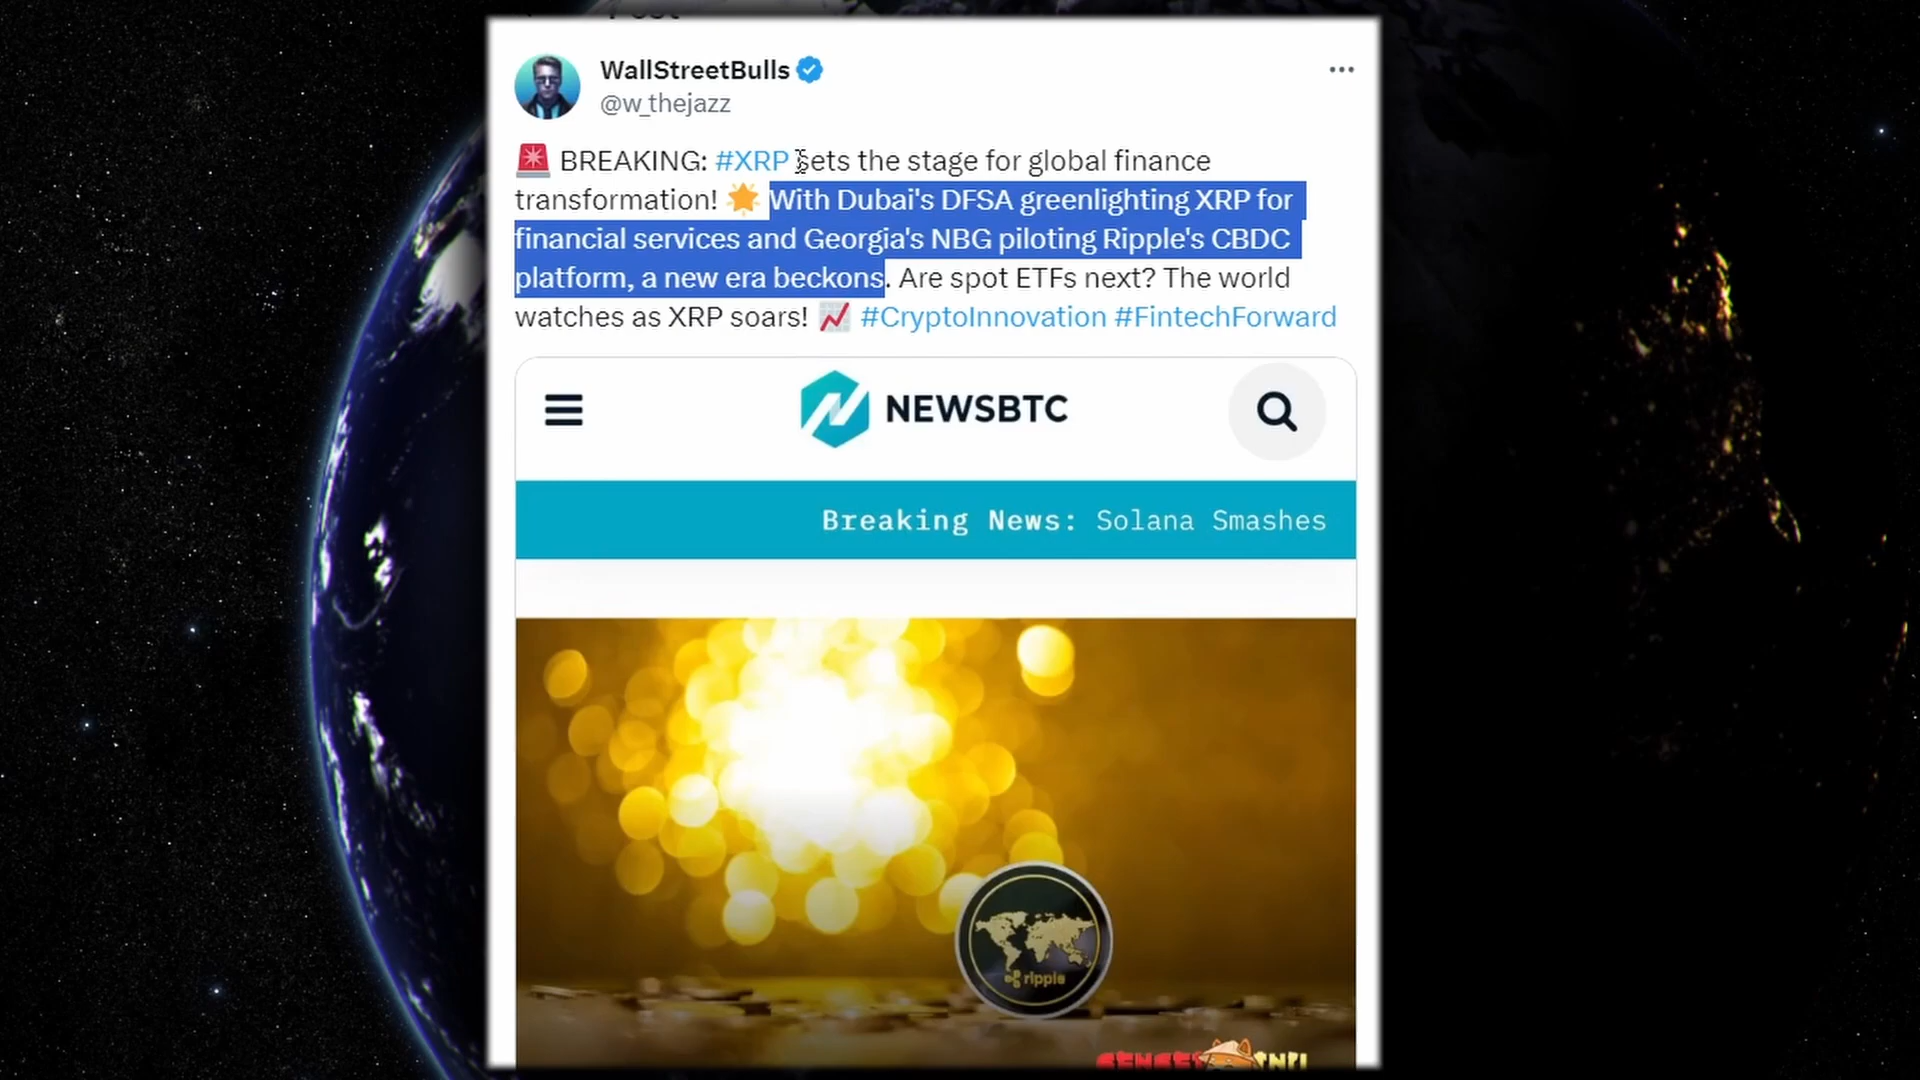 WallStreetBulls
@w_thejazz
🚨 BREAKING: #XRP sets the stage for global finance
transformation! 🌟 With Dubai's DFSA greenlighting XRP for
financial services and Georgia's NBG piloting Ripple's CBDC
platform, a new era beckons. Are spot ETFs next? The world
watches as XRP soars! 📈 #CryptoInnovation #FintechForward
NEWSBTC
Breaking News: Solana Smashes
ripple